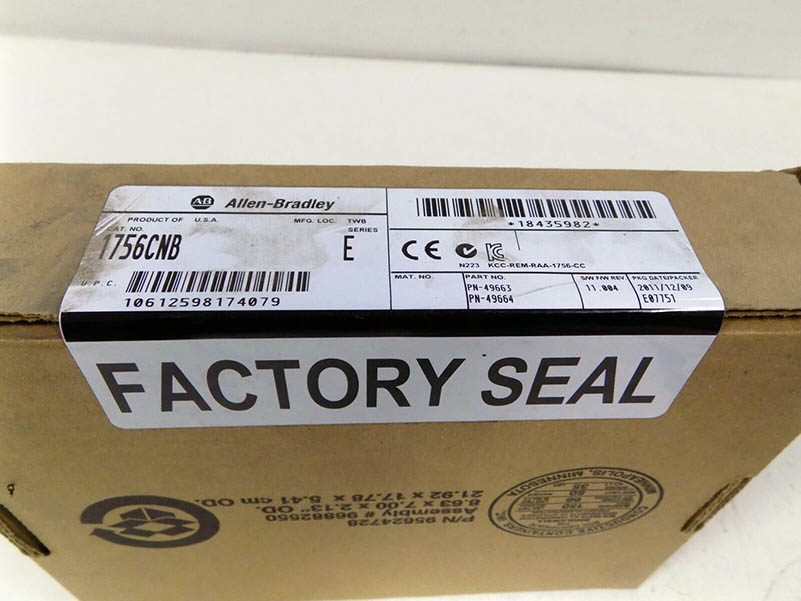 AB Allen-Bradley
PRODUCT OF U.S.A. MFG. LOC. TWB
CAT. NO. SERIES
1756CNB E
U.P.C.
10612598174079
*18435982*
CE
N223 KCC-REM-RAA-1756-CC
MAT. NO. PART NO. S/W F/W REV. PKG DATE/PACKER
PN-49663 11.004 2011/12/09
PN-49664 E07751
FACTORY SEAL
P/N 95624728
Assembly # 96882550
8.63 x 7.00 x 2.13" OD.
21.92 x 17.78 x 5.41 cm OD.
MINNEAPOLIS, MINNESOTA